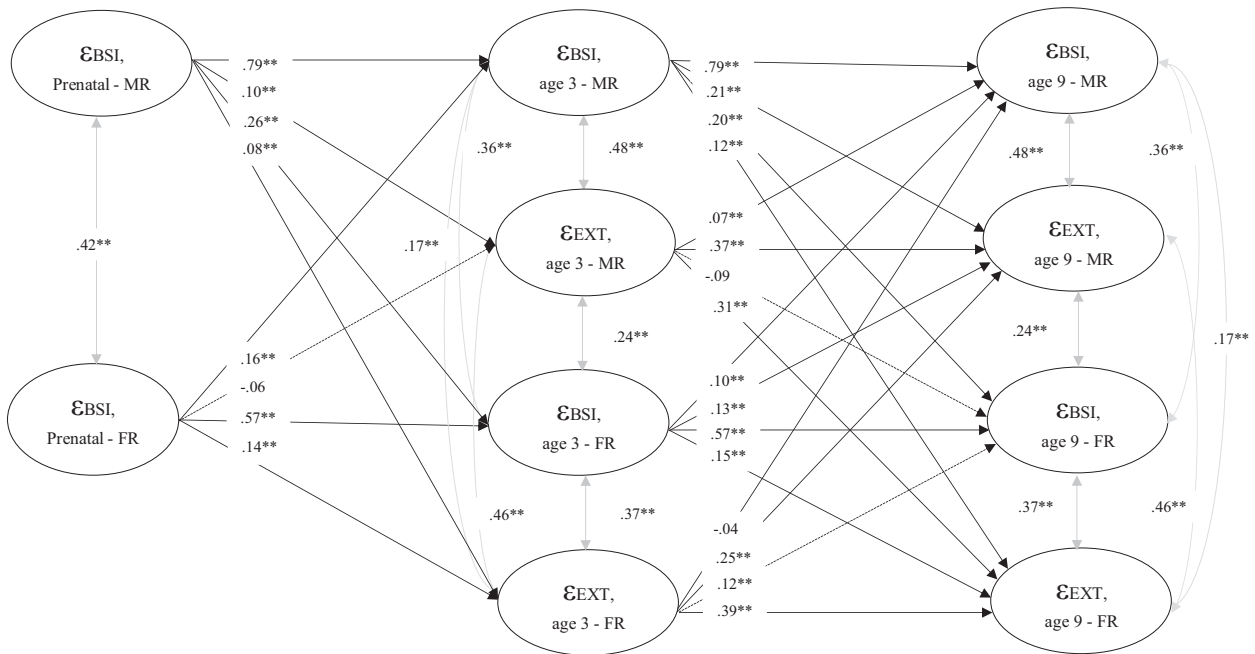 εBSI,
Prenatal - MR
εBSI,
Prenatal - FR
.42**
.79**
.10**
.26**
.08**
.16**
-.06
.57**
.14**
εBSI,
age 3 - MR
εEXT,
age 3 - MR
εBSI,
age 3 - FR
εEXT,
age 3 - FR
.36**
.48**
.17**
.24**
.46**
.37**
.79**
.21**
.20**
.12**
.07**
.37**
-.09
.31**
.10**
.13**
.57**
.15**
-.04
.25**
.12**
.39**
εBSI,
age 9 - MR
εEXT,
age 9 - MR
εBSI,
age 9 - FR
εEXT,
age 9 - FR
.48**
.36**
.24**
.17**
.37**
.46**